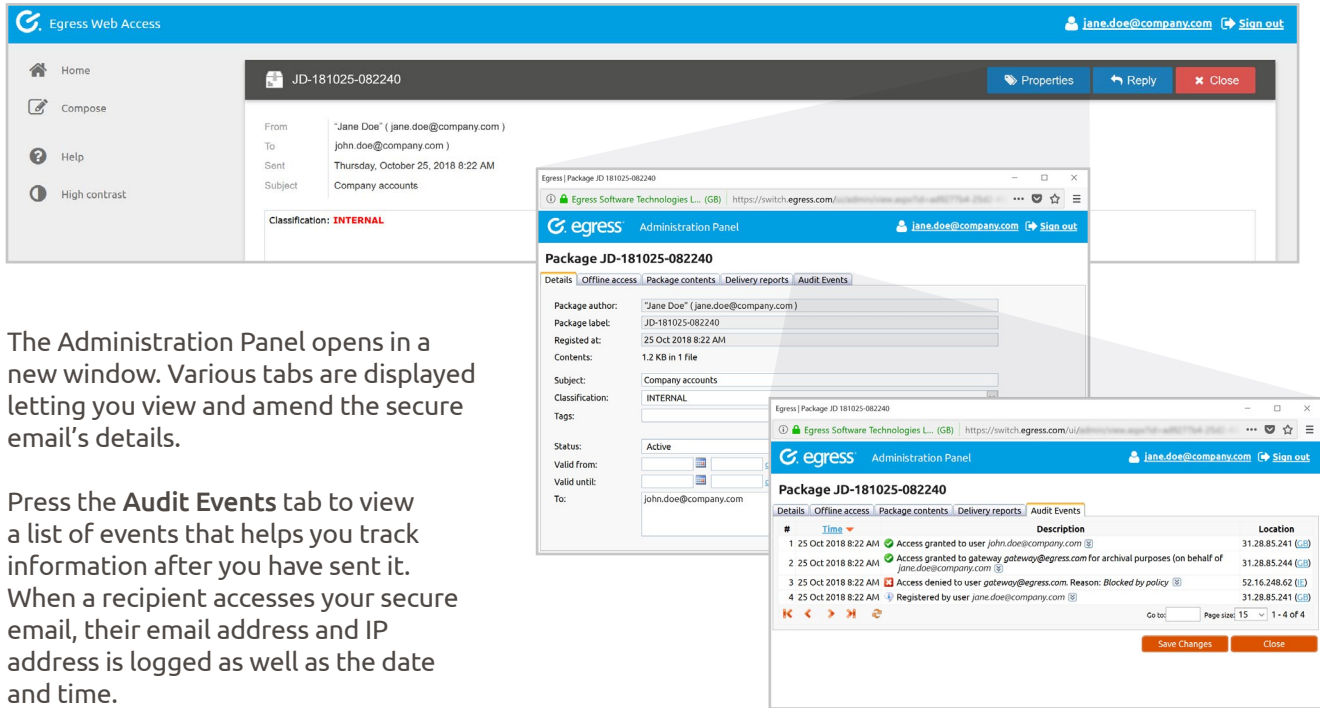 Egress Web Access
jane.doe@company.com Sign out
Home
Compose
Help
High contrast
JD-181025-082240
Properties Reply Close
From "Jane Doe" ( jane.doe@company.com )
To john.doe@company.com )
Sent Thursday, October 25, 2018 8:22 AM
Subject Company accounts
Classification: INTERNAL
The Administration Panel opens in a
new window. Various tabs are displayed
letting you view and amend the secure
email's details.
Press the Audit Events tab to view
a list of events that helps you track
information after you have sent it.
When a recipient accesses your secure
email, their email address and IP
address is logged as well as the date
and time.
Egress | Package JD 181025-082240
Egress Software Technologies L... (GB) https://switch.egress.com/
egress Administration Panel jane.doe@company.com Sign out
Package JD-181025-082240
Details Offline access Package contents Delivery reports Audit Events
Package author: "Jane Doe" ( jane.doe@company.com )
Package label: JD-181025-082240
Registed at: 25 Oct 2018 8:22 AM
Contents: 1.2 KB in 1 file
Subject: Company accounts
Classification: INTERNAL
Tags:
Status: Active
Valid from:
Valid until:
To: john.doe@company.com
Egress | Package JD 181025-082240
Egress Software Technologies L... (GB) https://switch.egress.com/ui/
egress Administration Panel jane.doe@company.com Sign out
Package JD-181025-082240
Details Offline access Package contents Delivery reports Audit Events
# Time Description Location
1 25 Oct 2018 8:22 AM Access granted to user john.doe@company.com 31.28.85.241 (GB)
2 25 Oct 2018 8:22 AM Access granted to gateway gateway@egress.com for archival purposes (on behalf of
jane.doe@company.com 31.28.85.244 (GB)
3 25 Oct 2018 8:22 AM Access denied to user gateway@egress.com. Reason: Blocked by policy 52.16.248.62 (IE)
4 25 Oct 2018 8:22 AM Registered by user jane.doe@company.com 31.28.85.241 (GB)
Go to: Page size: 15 1 - 4 of 4
Save Changes Close